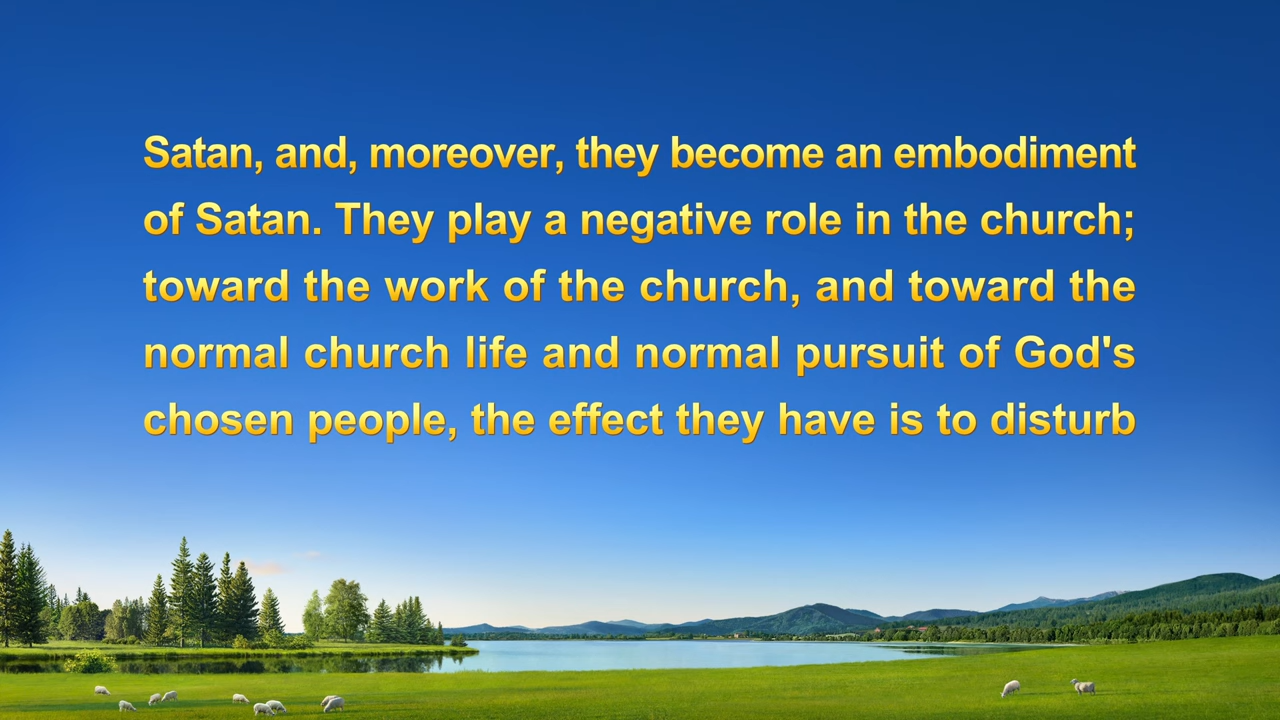 Satan, and, moreover, they become an embodiment
of Satan. They play a negative role in the church;
toward the work of the church, and toward the
normal church life and normal pursuit of God's
chosen people, the effect they have is to disturb